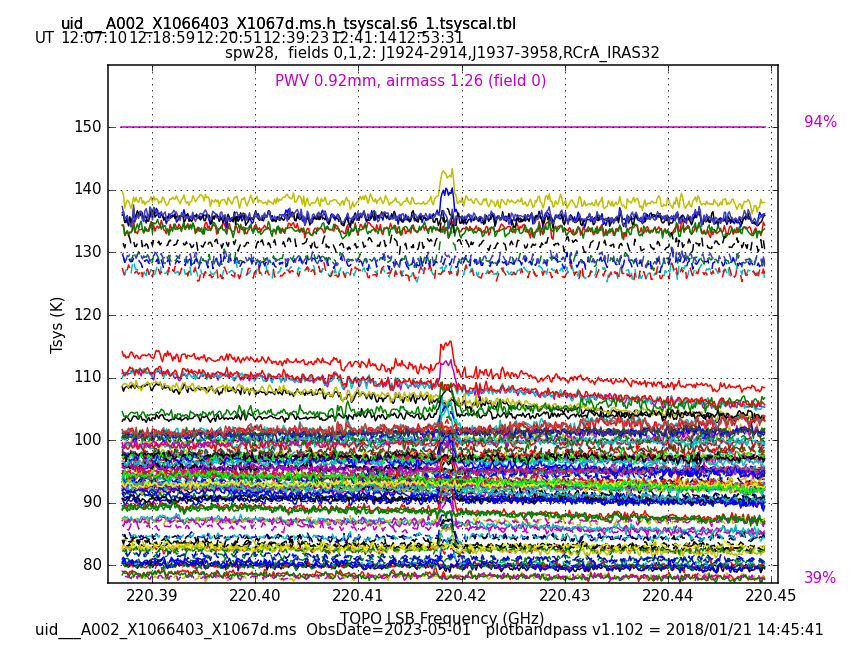 uid___A002_X1066403_X1067d.ms.h_tsyscal.s6_1.tsyscal.tbl
UT 12:07:10 12:18:59 12:20:51 12:39:23 12:41:14 12:53:31
spw28, fields 0,1,2: J1924-2914,J1937-3958,RCrA_IRAS32
PWV 0.92mm, airmass 1.26 (field 0)
94%
150
140
130
120
110
100
90
80
Tsys (K)
39%
220.39 220.40 220.41 220.42 220.43 220.44 220.45
TOPO LSB Frequency (GHz)
uid___A002_X1066403_X1067d.ms ObsDate=2023-05-01 plotbandpass v1.102 = 2018/01/21 14:45:41